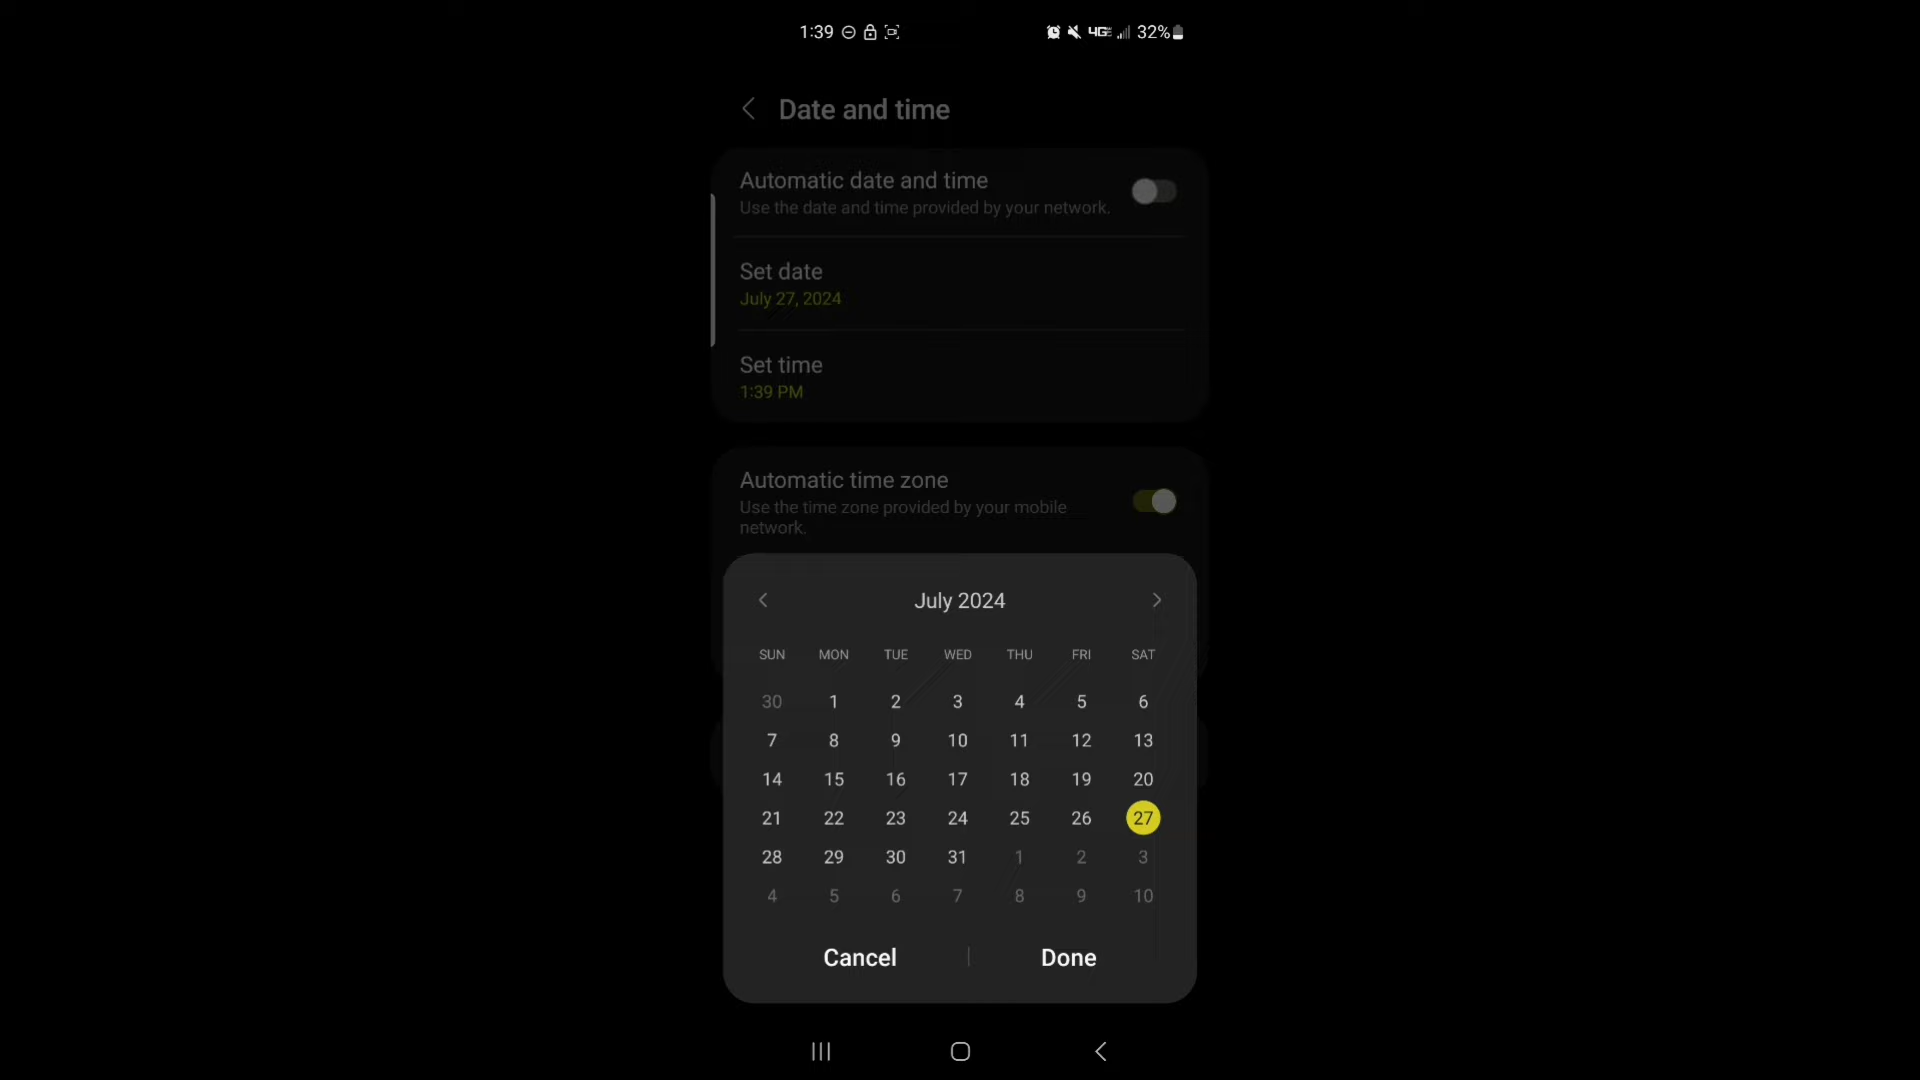 1:39 4G 32%
Date and time
Automatic date and time
Use the date and time provided by your network.
Set date
July 27, 2024
Set time
1:39 PM
Automatic time zone
Use the time zone provided by your mobile
network.
July 2024
SUN MON TUE WED THU FRI SAT
30 1 2 3 4 5 6
7 8 9 10 11 12 13
14 15 16 17 18 19 20
21 22 23 24 25 26 27
28 29 30 31 1 2 3
4 5 6 7 8 9 10
Cancel Done